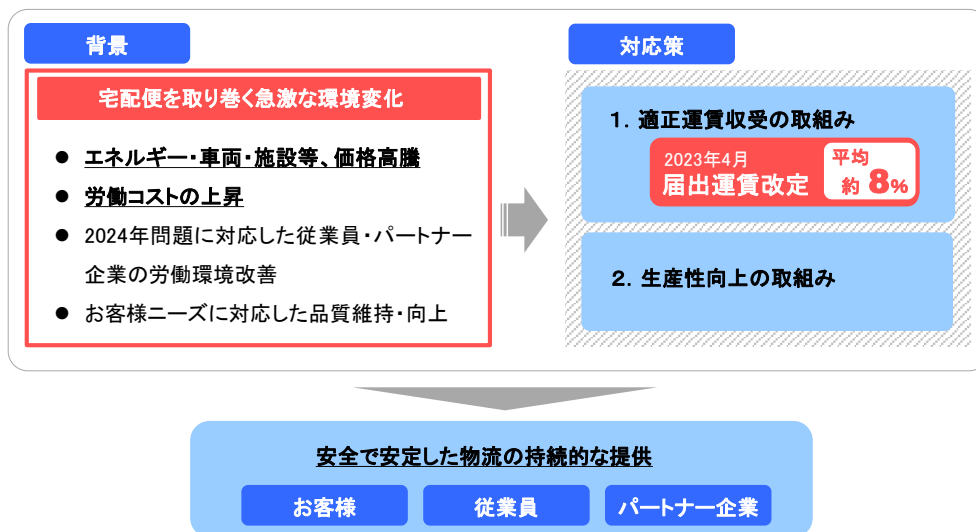 背景
宅配便を取り巻く急激な環境変化
● エネルギー・車両・施設等、価格高騰
● 労働コストの上昇
● 2024年問題に対応した従業員・パートナー
企業の労働環境改善
● お客様ニーズに対応した品質維持・向上
対応策
1. 適正運賃収受の取組み
2023年4月
届出運賃改定
平均
約 8%
2. 生産性向上の取組み
安全で安定した物流の持続的な提供
お客様
従業員
パートナー企業